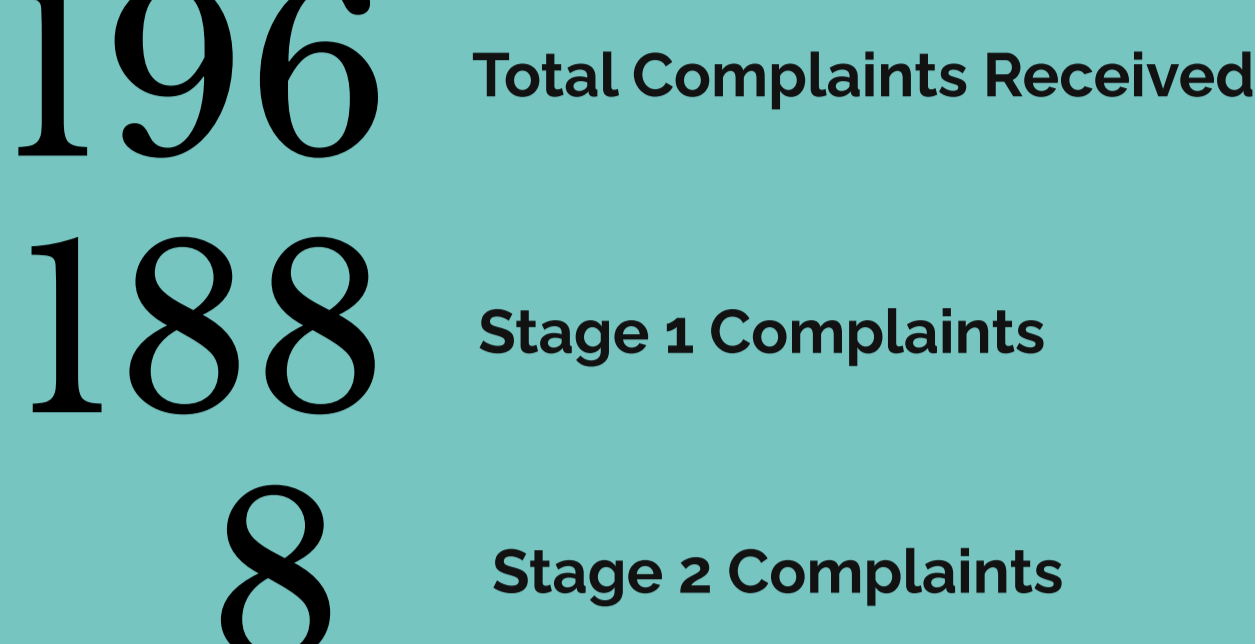 196 Total Complaints Received
188 Stage 1 Complaints
8 Stage 2 Complaints